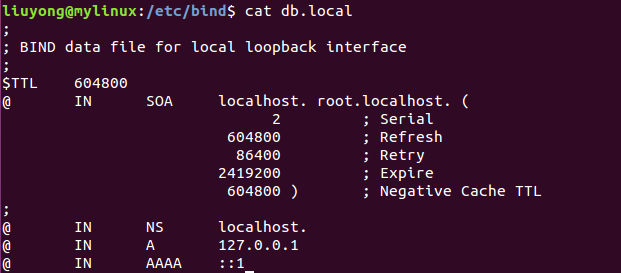 liuyong@mylinux:/etc/bind$ cat db.local
;
; BIND data file for local loopback interface
;
$TTL    604800
@       IN      SOA     localhost. root.localhost. (
                              2         ; Serial
                         604800         ; Refresh
                          86400         ; Retry
                        2419200         ; Expire
                         604800 )       ; Negative Cache TTL
;
@       IN      NS      localhost.
@       IN      A       127.0.0.1
@       IN      AAAA    ::1